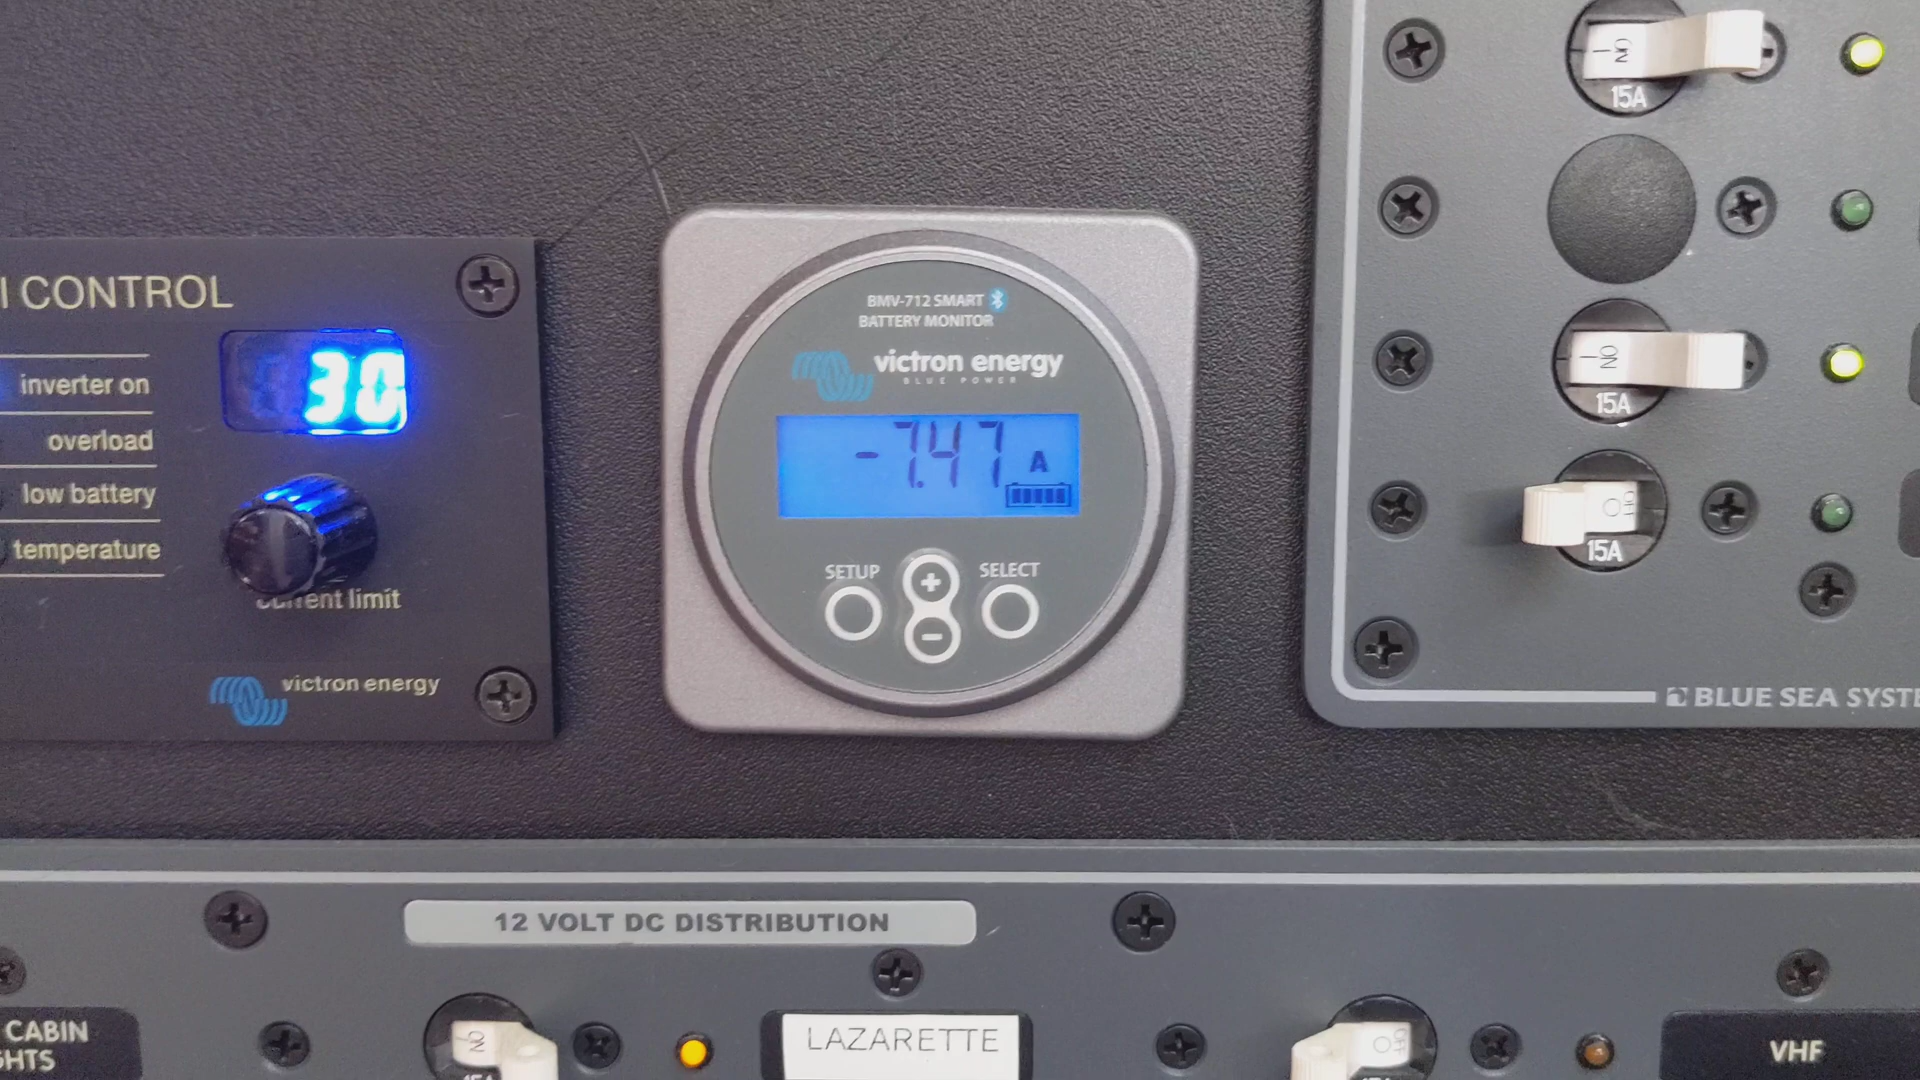 I CONTROL
30
inverter on
overload
low battery
temperature
current limit
victron energy
BMV-712 SMART
BATTERY MONITOR
victron energy
BLUE POWER
-7.47 A
SETUP
+
SELECT
-
ON
15A
ON
15A
OFF
15A
BLUE SEA SYSTE
12 VOLT DC DISTRIBUTION
CABIN
GHTS
ON
15A
LAZARETTE
OFF
VHF